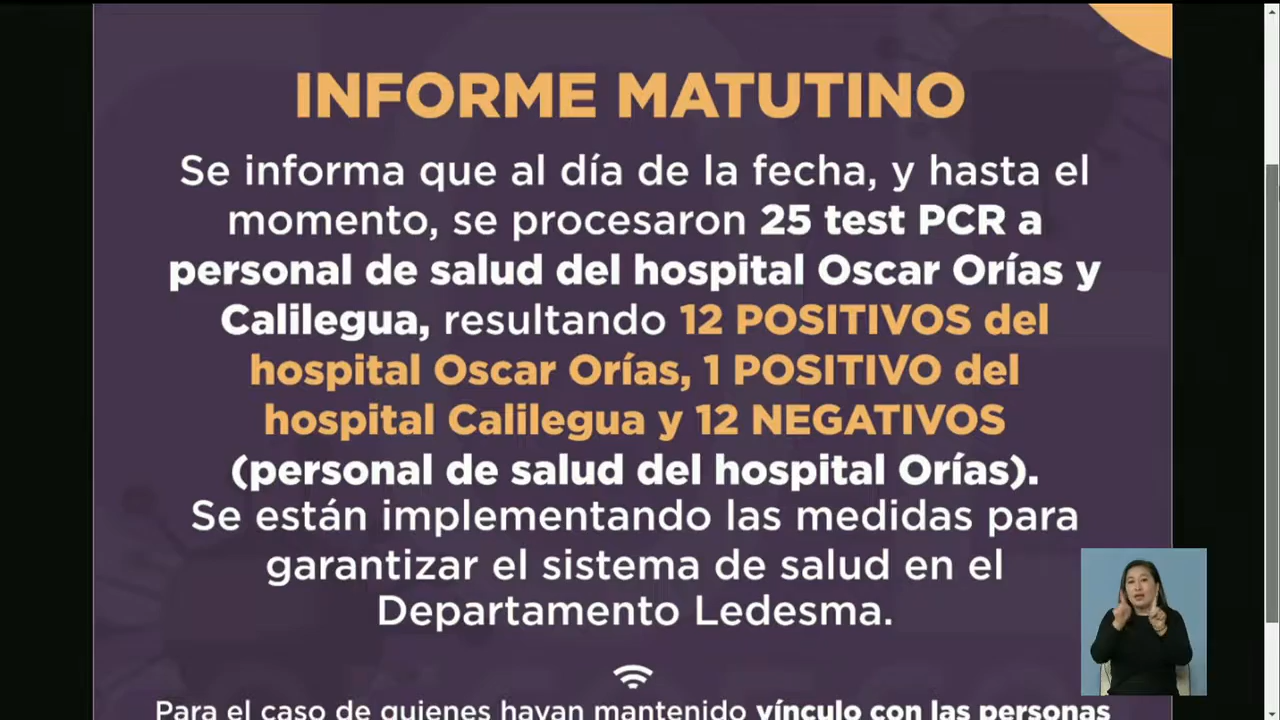 INFORME MATUTINO
Se informa que al día de la fecha, y hasta el
momento, se procesaron 25 test PCR a
personal de salud del hospital Oscar Orías y
Calilegua, resultando 12 POSITIVOS del
hospital Oscar Orías, 1 POSITIVO del
hospital Calilegua y 12 NEGATIVOS
(personal de salud del hospital Orías).
Se están implementando las medidas para
garantizar el sistema de salud en el
Departamento Ledesma.
Para el caso de quienes hayan mantenido vínculo con las personas